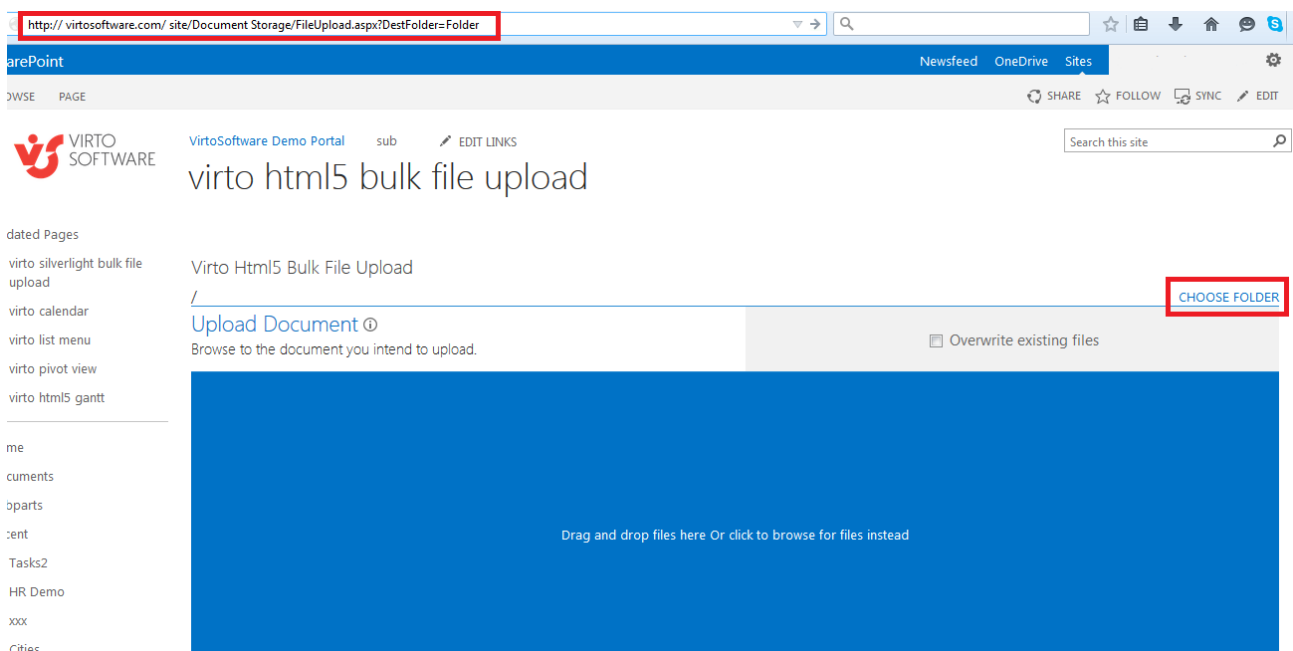 http:// virtosoftware.com/ site/Document Storage/FileUpload.aspx?DestFolder=Folder
S
arePoint
Newsfeed OneDrive Sites
OWSE PAGE
SHARE FOLLOW SYNC EDIT
VIRTO
SOFTWARE
VirtoSoftware Demo Portal sub EDIT LINKS
Search this site
virto html5 bulk file upload
dated Pages
virto silverlight bulk file
upload
virto calendar
virto list menu
virto pivot view
virto html5 gantt
me
cuments
bparts
cent
Tasks2
HR Demo
xxx
Cities
Virto Html5 Bulk File Upload
/
CHOOSE FOLDER
Upload Document
Browse to the document you intend to upload.
Overwrite existing files
Drag and drop files here Or click to browse for files instead